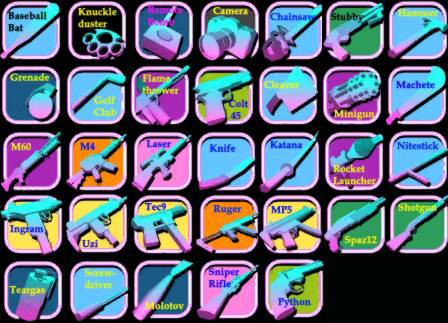 Baseball
Bat
Knuckle
duster
Remote
Bomb
Camera
Chainsaw
Stubby
Hammer
Grenade
Golf
Club
Flame
thrower
Colt
45
Cleaver
Minigun
Machete
M60
M4
Laser
Knife
Katana
Rocket
Launcher
Nitestick
Ingram
Uzi
Tec9
Ruger
MP5
Spaz12
Shotgun
Teargas
Screw-
driver
Molotov
Sniper
Rifle
Python